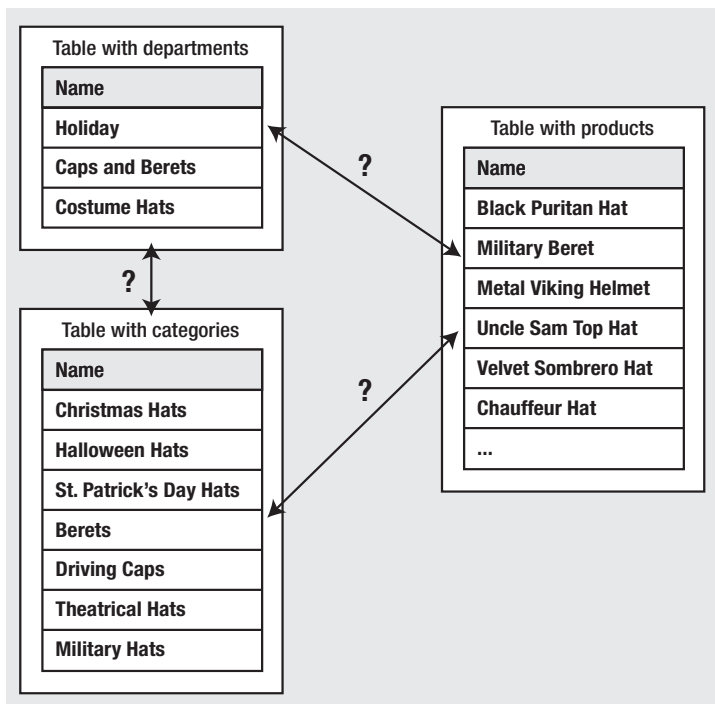 Table with departments
Name
Holiday
Caps and Berets
Costume Hats
?
?
Table with categories
Name
Christmas Hats
Halloween Hats
St. Patrick’s Day Hats
Berets
Driving Caps
Theatrical Hats
Military Hats
?
Table with products
Name
Black Puritan Hat
Military Beret
Metal Viking Helmet
Uncle Sam Top Hat
Velvet Sombrero Hat
Chauffeur Hat
...